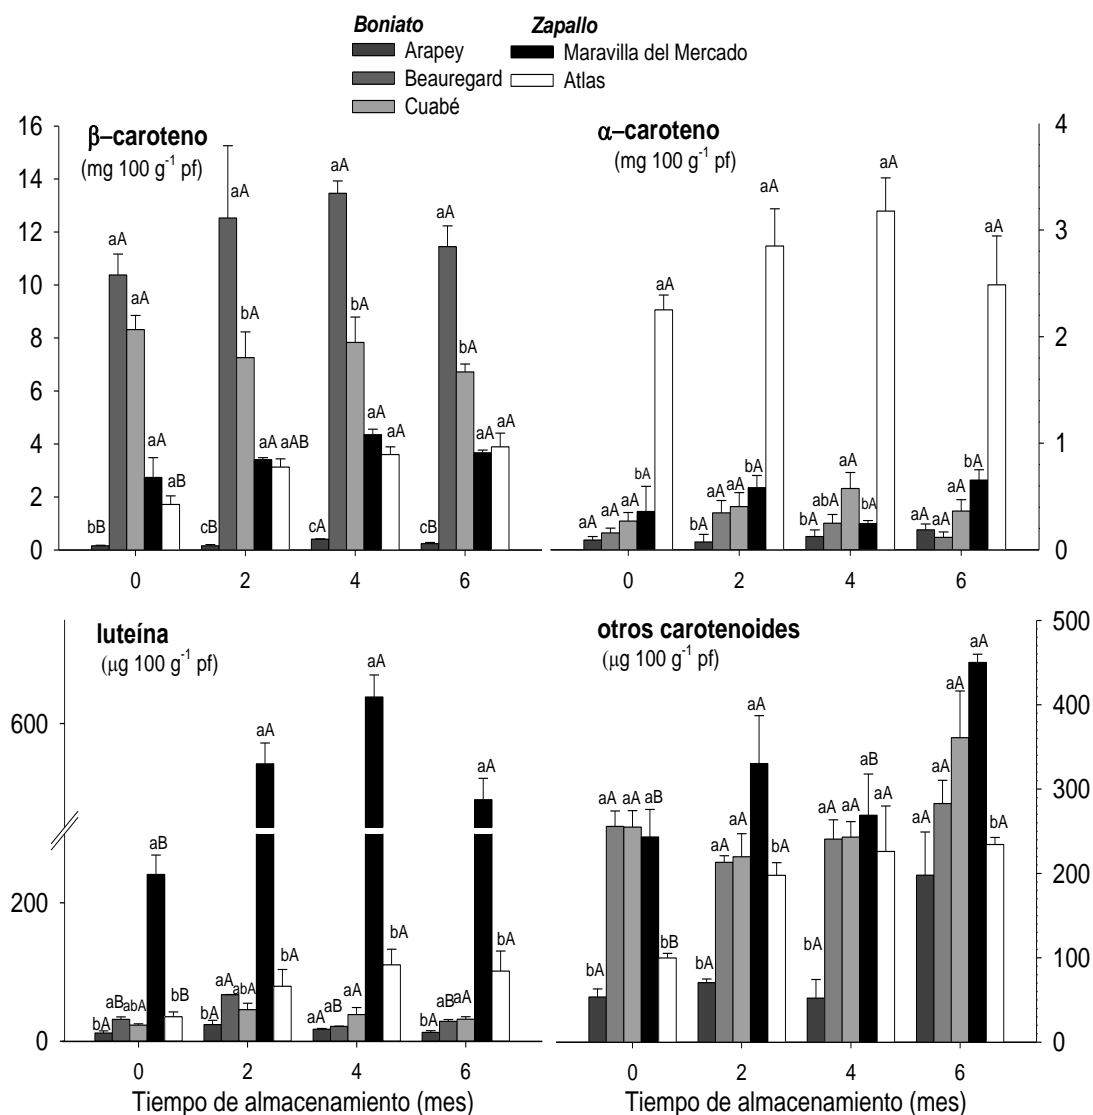 Boniato
Zapallo
Arapey
Maravilla del Mercado
Beauregard
Atlas
Cuabé
β–caroteno
(mg 100 g⁻¹ pf)
16
14
12
10
8
6
4
2
0
bB
aA
aA
aA
aB
cB
aA
bA
aA
aAB
cA
aA
bA
aA
aA
cB
aA
bA
aA
aA
0
2
4
6
α–caroteno
(mg 100 g⁻¹ pf)
4
3
2
1
0
aA
aA
aA
bA
aA
bA
aA
aA
bA
aA
bA
abA
aA
bA
aA
aA
aA
aA
bA
aA
0
2
4
6
luteína
(μg 100 g⁻¹ pf)
600
200
0
bA
aB
abA
aB
bB
bA
aA
abA
aA
bA
aA
aB
aA
aA
bA
bA
aB
aA
aA
bA
0
2
4
6
Tiempo de almacenamiento (mes)
otros carotenoides
(μg 100 g⁻¹ pf)
500
400
300
200
100
0
bA
aA
aA
aB
bB
bA
aA
aA
aA
bA
bA
aA
aA
aB
aA
aA
aA
aA
aA
bA
0
2
4
6
Tiempo de almacenamiento (mes)